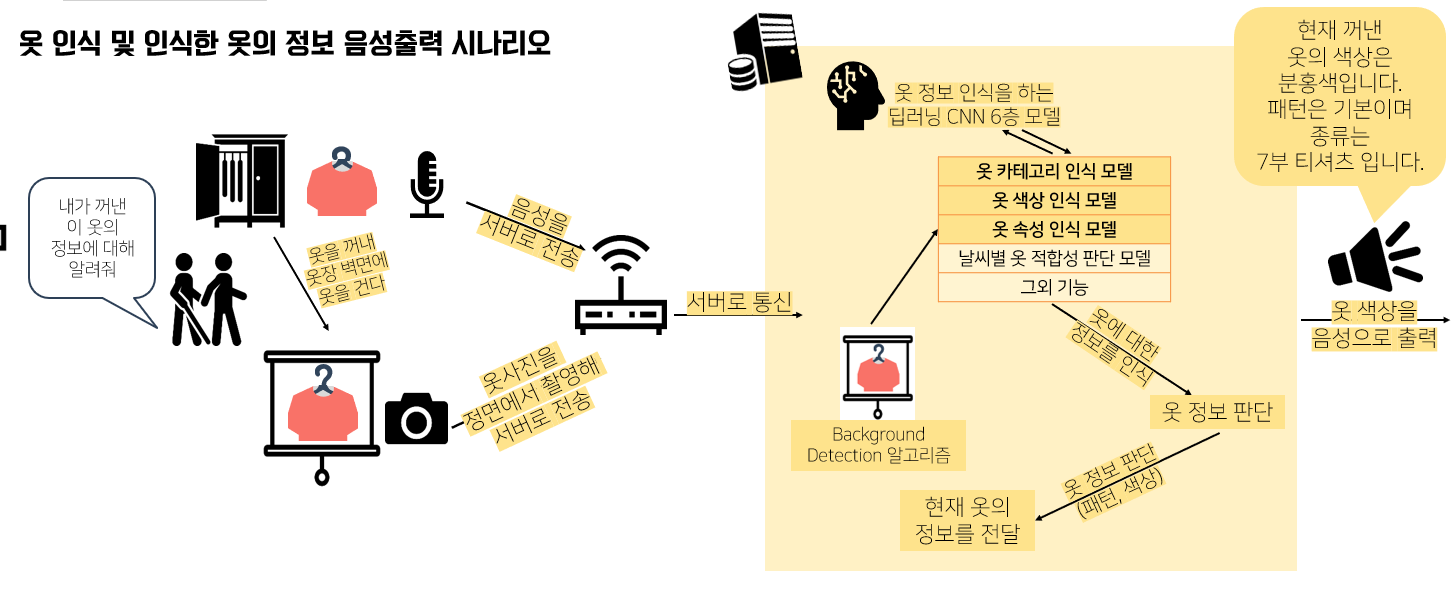 옷 인식 및 인식한 옷의 정보 음성출력 시나리오
내가 꺼낸
이 옷의
정보에 대해
알려줘
옷을 꺼내
옷장 벽면에
옷을 건다
음성을
서버로 전송
옷사진을
정면에서 촬영해
서버로 전송
서버로 통신
옷 정보 인식을 하는
딥러닝 CNN 6층 모델
옷 카테고리 인식 모델
옷 색상 인식 모델
옷 속성 인식 모델
날씨별 옷 적합성 판단 모델
그외 기능
Background
Detection 알고리즘
옷에 대한
정보를 인식
옷 정보 판단
옷 정보 판단
(패턴, 색상)
현재 옷의
정보를 전달
현재 꺼낸
옷의 색상은
분홍색입니다.
패턴은 기본이며
종류는
7부 티셔츠 입니다.
옷 색상을
음성으로 출력